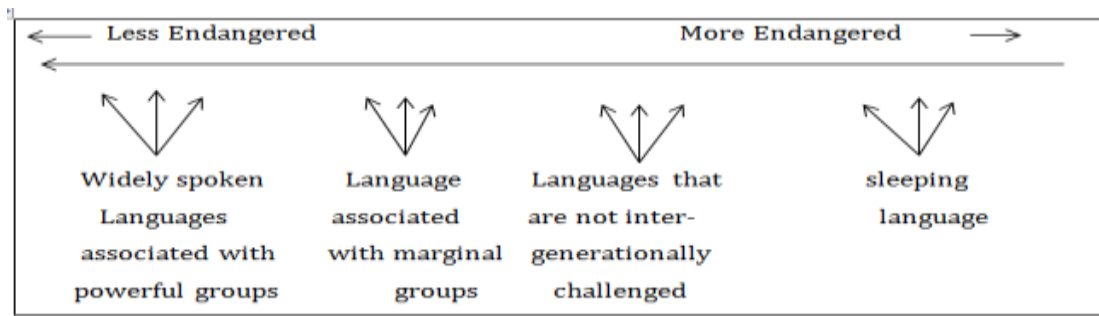 Less Endangered More Endangered
Widely spoken Language Languages that sleeping
Languages associated are not inter- language
associated with with marginal generationally
powerful groups groups challenged